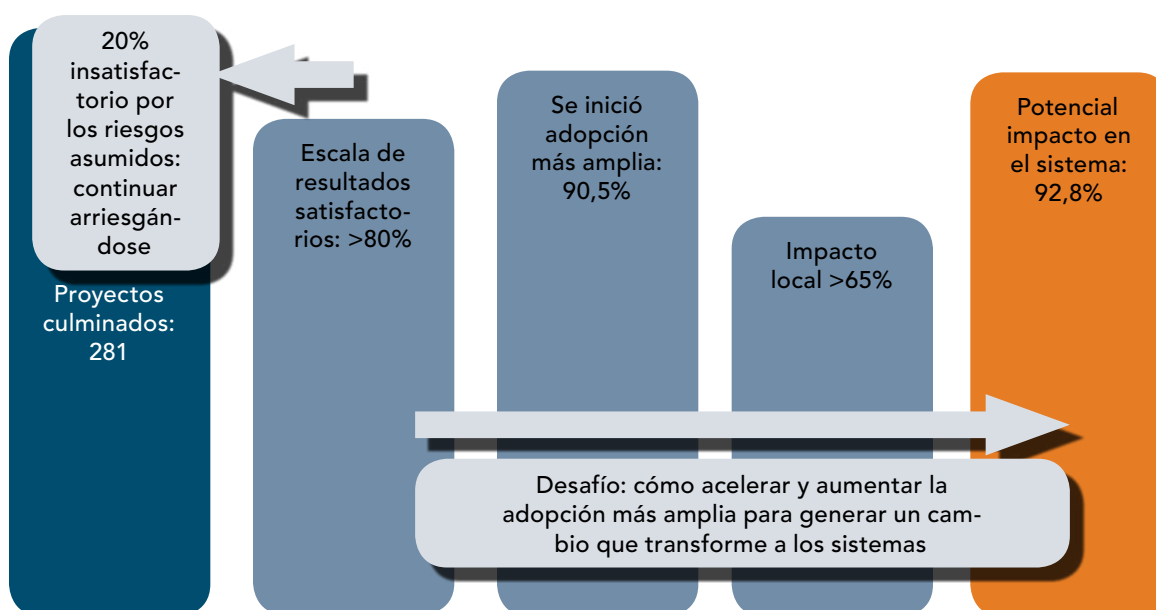 20%
insatisfac-
torio por
los riesgos
asumidos:
continuar
arriesgán-
dose
Proyectos
culminados:
281
Escala de
resultados
satisfacto-
rios: >80%
Se inició
adopción
más amplia:
90,5%
Impacto
local >65%
Potencial
impacto en
el sistema:
92,8%
Desafío: cómo acelerar y aumentar la
adopción más amplia para generar un cam-
bio que transforme a los sistemas